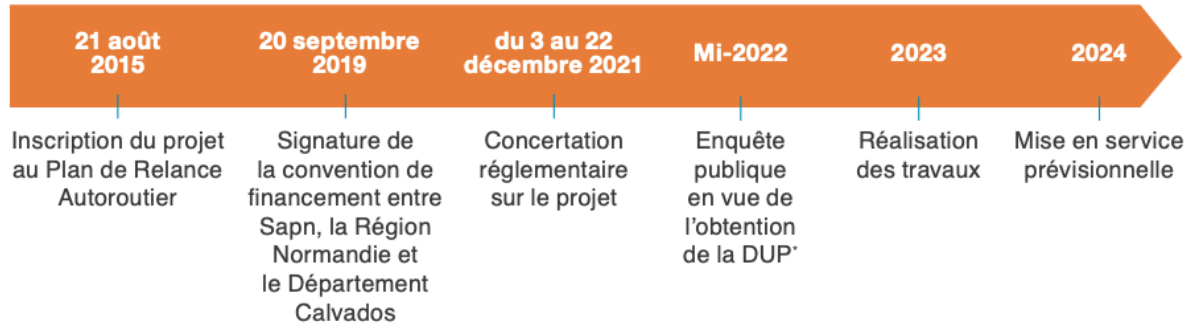 21 août
2015
Inscription du projet
au Plan de Relance
Autoroutier
20 septembre
2019
Signature de
la convention de
financement entre
Sapn, la Région
Normandie et
le Département
Calvados
du 3 au 22
décembre 2021
Concertation
réglementaire
sur le projet
Mi-2022
Enquête
publique
en vue de
l’obtention
de la DUP*
2023
Réalisation
des travaux
2024
Mise en service
prévisionnelle